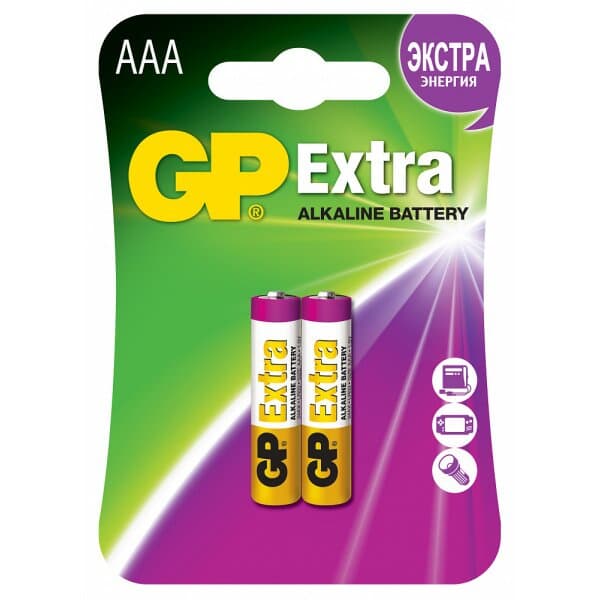 AAA
ЭКСТРА
ЭНЕРГИЯ
GP® Extra
ALKALINE BATTERY
GP® Extra
ALKALINE BATTERY
GP® Extra
ALKALINE BATTERY